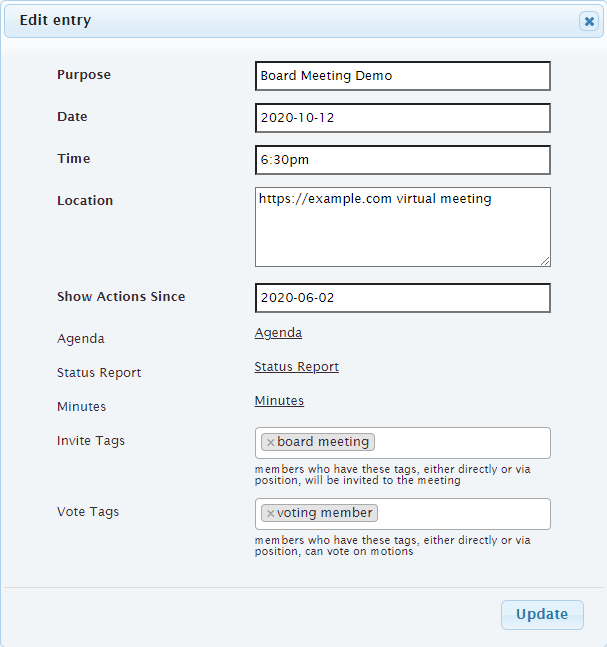 Edit entry
Purpose Board Meeting Demo
Date 2020-10-12
Time 6:30pm
Location https://example.com virtual meeting
Show Actions Since 2020-06-02
Agenda Agenda
Status Report Status Report
Minutes Minutes
Invite Tags ×board meeting
members who have these tags, either directly or via
position, will be invited to the meeting
Vote Tags ×voting member
members who have these tags, either directly or via
position, can vote on motions
Update